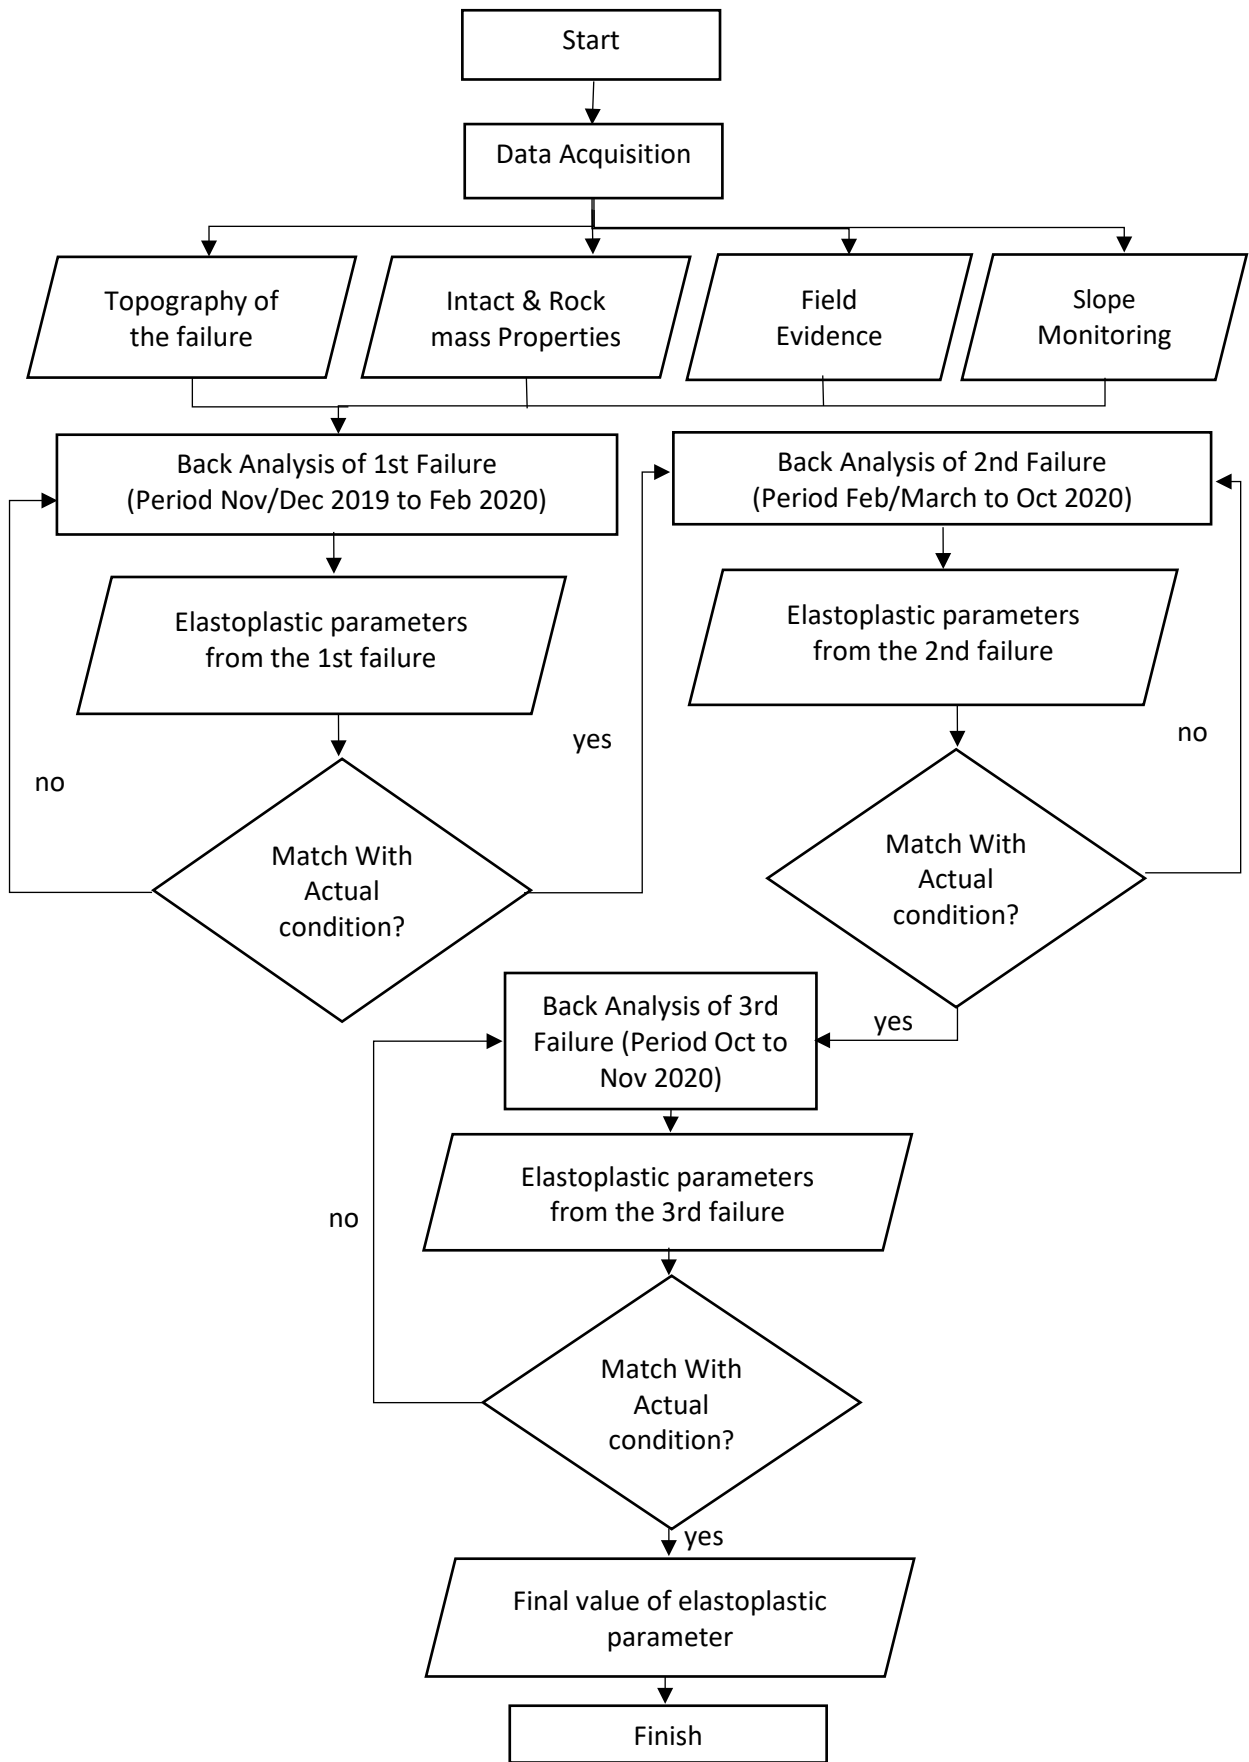 Start
Data Acquisition
Topography of
the failure
Intact & Rock
mass Properties
Field
Evidence
Slope
Monitoring
Back Analysis of 1st Failure
(Period Nov/Dec 2019 to Feb 2020)
Back Analysis of 2nd Failure
(Period Feb/March to Oct 2020)
Elastoplastic parameters
from the 1st failure
Elastoplastic parameters
from the 2nd failure
yes
no
no
Match With
Actual
condition?
Match With
Actual
condition?
Back Analysis of 3rd
Failure (Period Oct to
Nov 2020)
yes
Elastoplastic parameters
from the 3rd failure
no
Match With
Actual
condition?
yes
Final value of elastoplastic
parameter
Finish